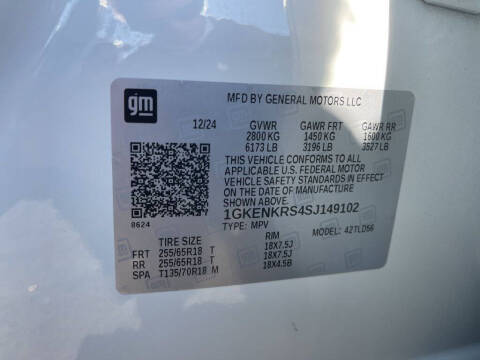 gm
MFD BY GENERAL MOTORS LLC
12/24 GVWR GAWR FRT GAWR RR
2800 KG 1450 KG 1600 KG
6173 LB 3196 LB 3527 LB
THIS VEHICLE CONFORMS TO ALL
APPLICABLE U.S. FEDERAL MOTOR
VEHICLE SAFETY STANDARDS IN EFFECT
ON THE DATE OF MANUFACTURE
SHOWN ABOVE.
1GKENKRS4SJ149102
8624
TYPE: MPV MODEL: 42TLD56
TIRE SIZE RIM
FRT 255/65R18 T 18X7.5J
RR 255/65R18 T 18X7.5J
SPA T135/70R18 M 18X4.5B